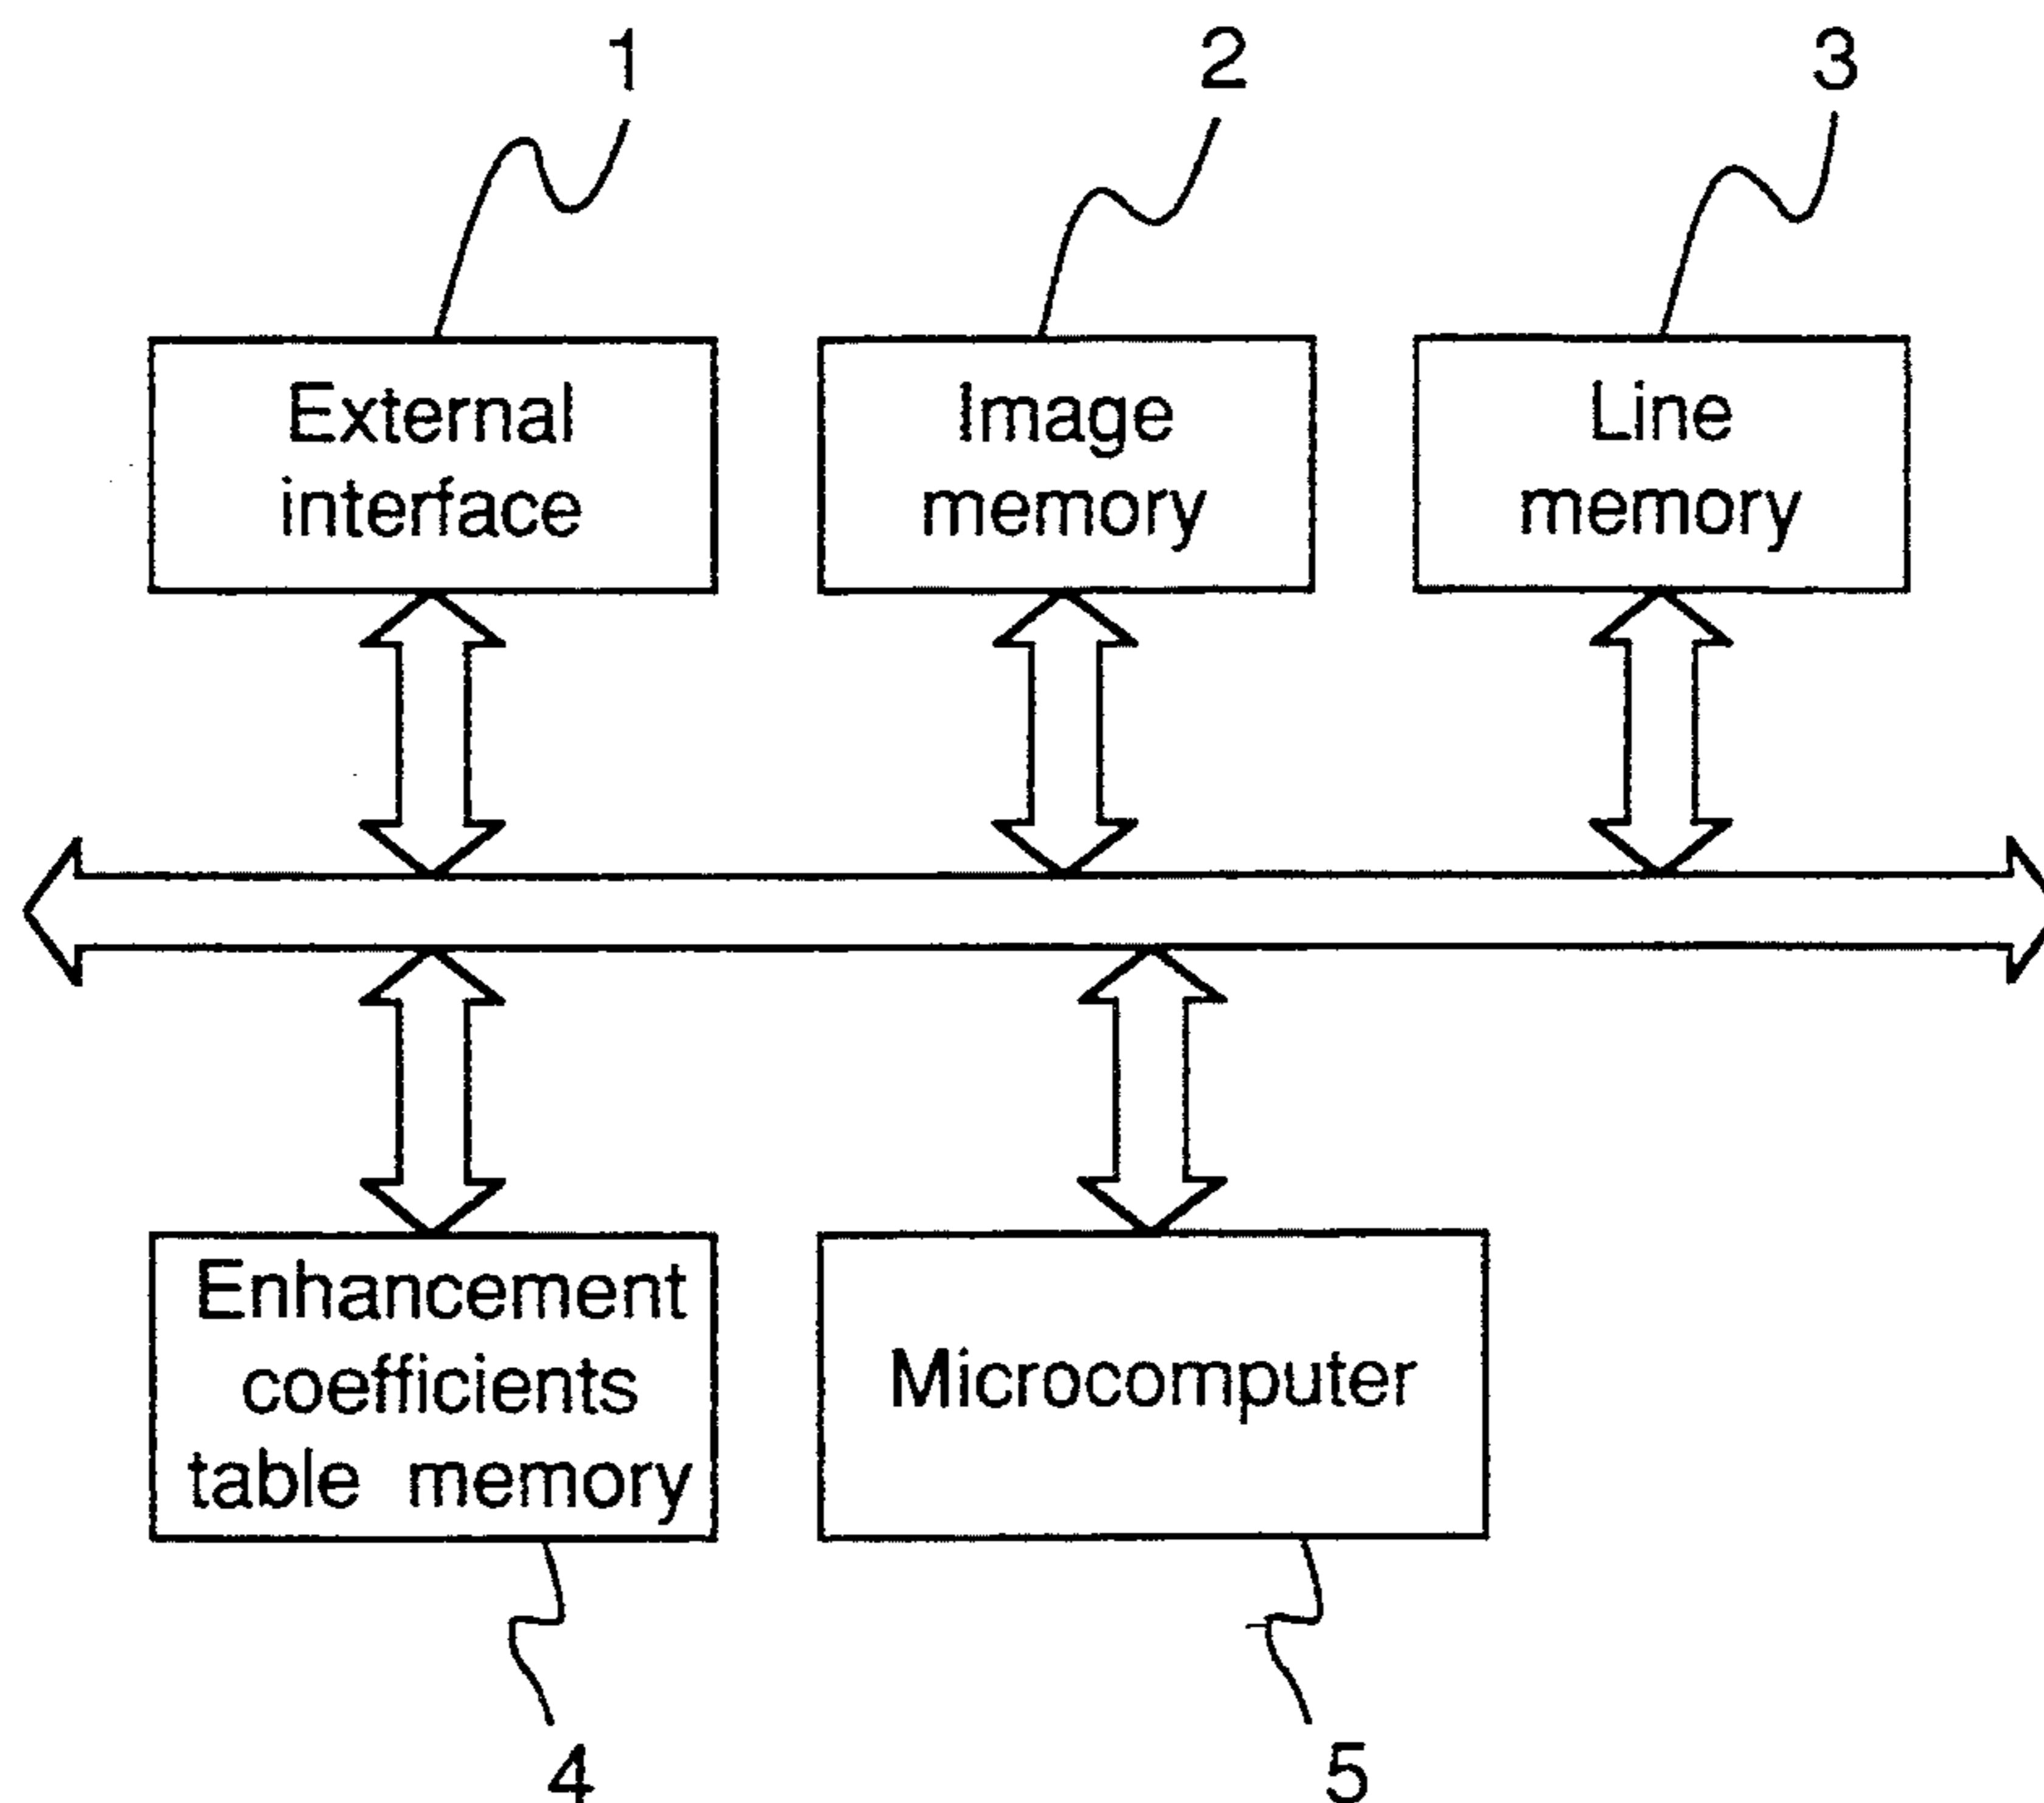 1
2
3
External
interface
Image
memory
Line
memory
Enhancement
coefficients
table memory
Microcomputer
4
5